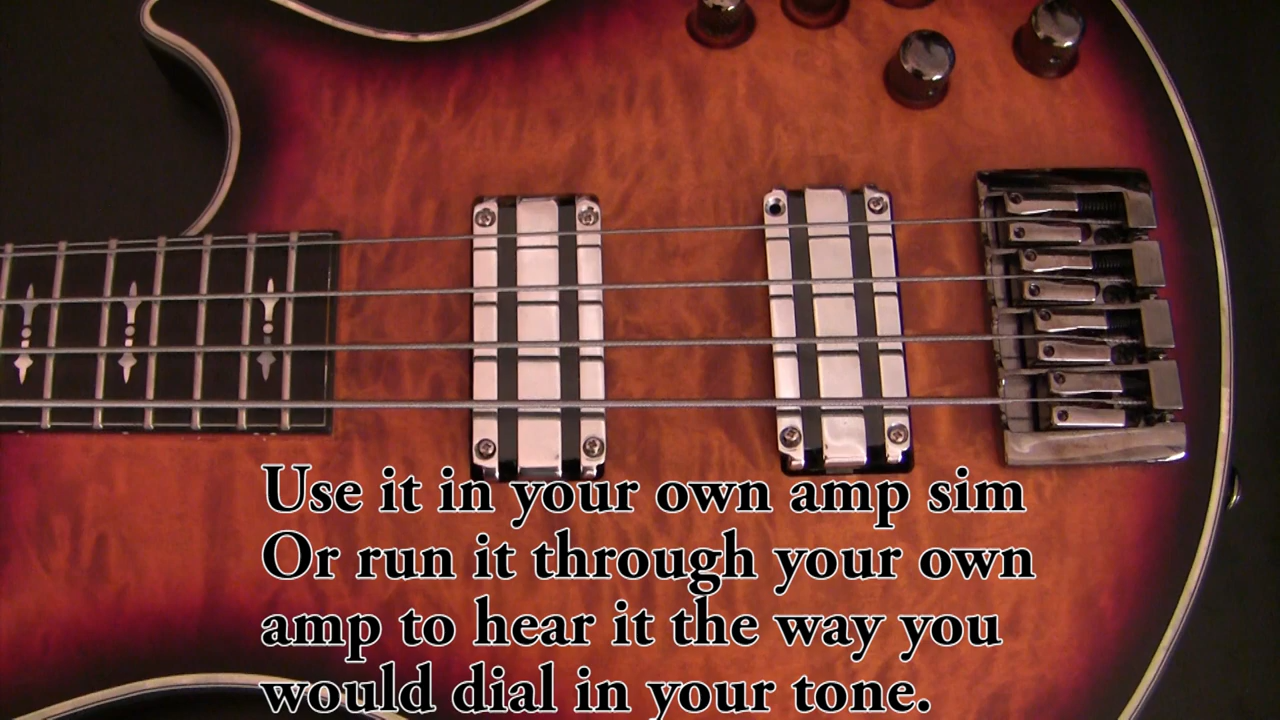 Use it in your own amp sim
Or run it through your own
amp to hear it the way you
would dial in your tone.